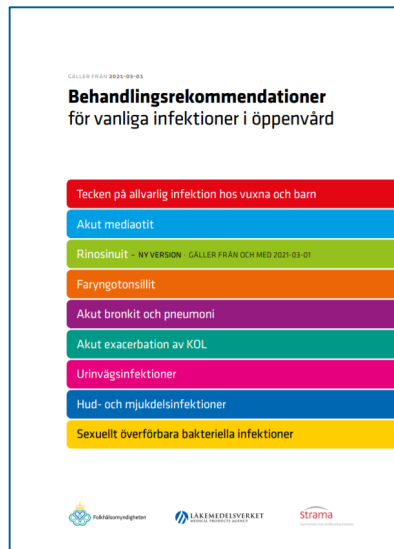 GÄLLER FRÅN 2021-03-01
Behandlingsrekommendationer
för vanliga infektioner i öppenvård
Tecken på allvarlig infektion hos vuxna och barn
Akut mediaotit
Rinosinuit – NY VERSION - GÄLLER FRÅN OCH MED 2021-03-01
Faryngotonsillit
Akut bronkit och pneumoni
Akut exacerbation av KOL
Urinvägsinfektioner
Hud- och mjukdelsinfektioner
Sexuellt överförbara bakteriella infektioner
Folkhälsomyndigheten
LÄKEMEDELSVERKET
MEDICAL PRODUCTS AGENCY
Strama